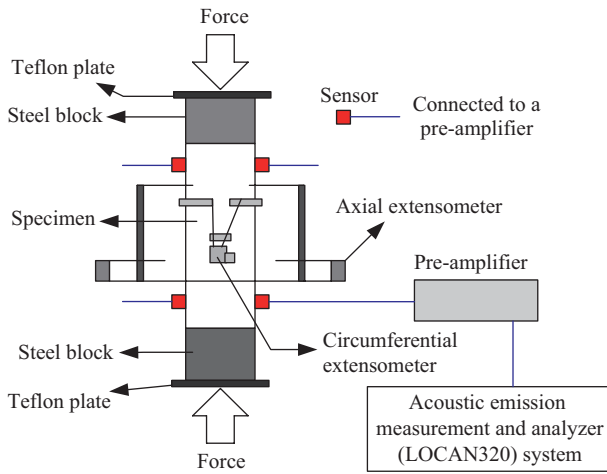 Force
Teflon plate
Steel block
Sensor
Connected to a
pre-amplifier
Specimen
Axial extensometer
Pre-amplifier
Circumferential
extensometer
Steel block
Teflon plate
Force
Acoustic emission
measurement and analyzer
(LOCAN320) system